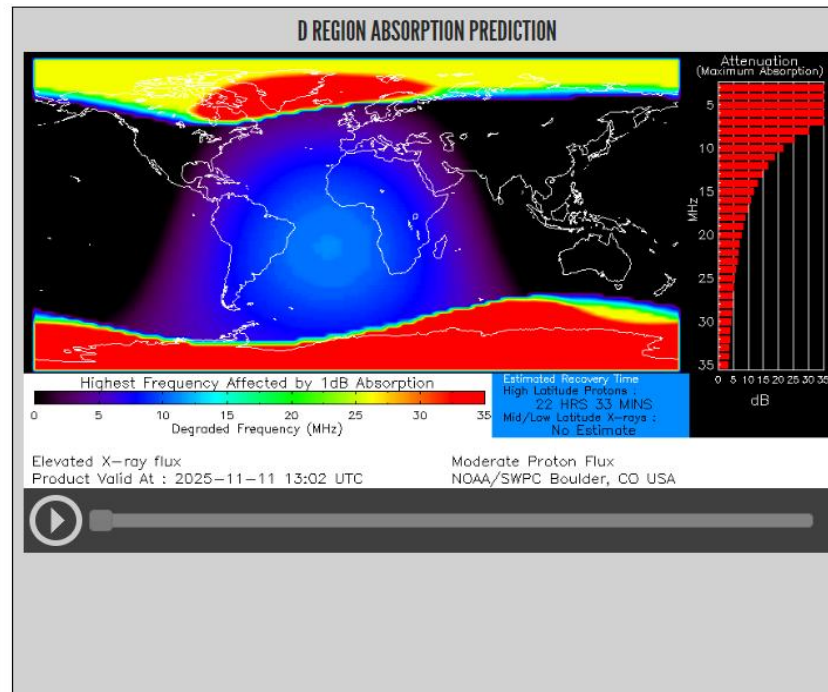 D REGION ABSORPTION PREDICTION
Attenuation
(Maximum Absorption)
5
10
15
20
25
30
35
MHz
0 5 10 15 20 25 30 35
dB
Highest Frequency Affected by 1dB Absorption
0 5 10 15 20 25 30 35
Degraded Frequency (MHz)
Estimated Recovery Time
High Latitude Protons :
22 HRS 33 MINS
Mid/Low Latitude X-rays :
No Estimate
Elevated X-ray flux
Product Valid At : 2025-11-11 13:02 UTC
Moderate Proton Flux
NOAA/SWPC Boulder, CO USA